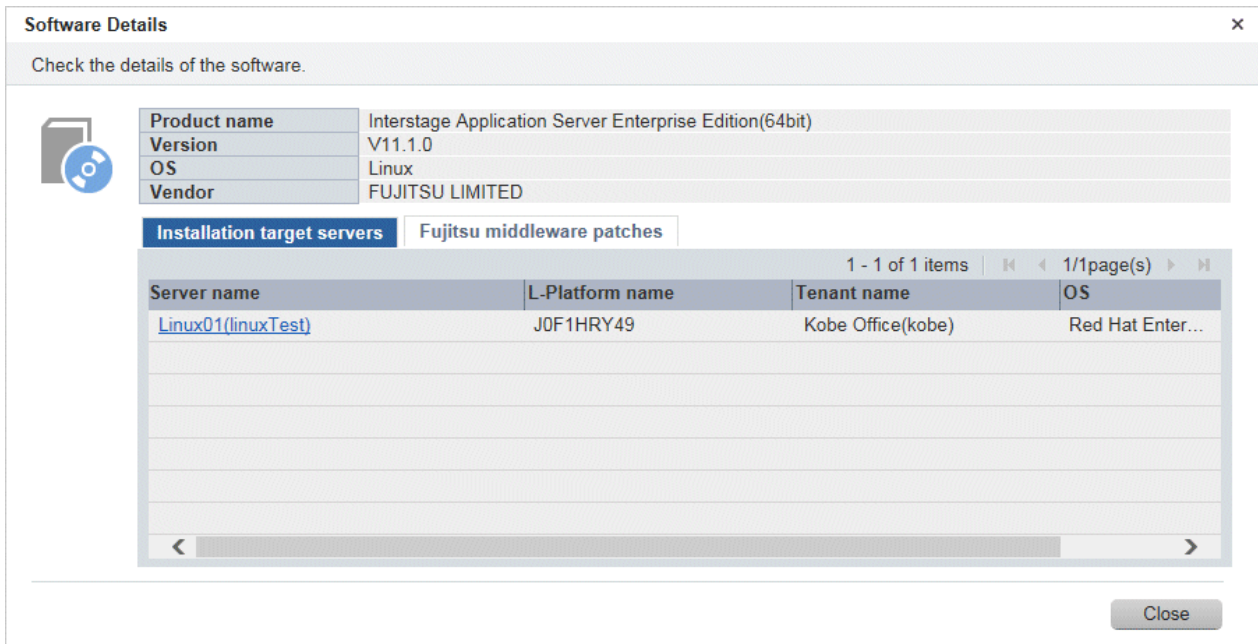 Software Details
Check the details of the software.
Product name Interstage Application Server Enterprise Edition(64bit)
Version V11.1.0
OS Linux
Vendor FUJITSU LIMITED
Installation target servers Fujitsu middleware patches
1 - 1 of 1 items 1/1page(s)
Server name L-Platform name Tenant name OS
Linux01(linuxTest) J0F1HRY49 Kobe Office(kobe) Red Hat Enter...
Close